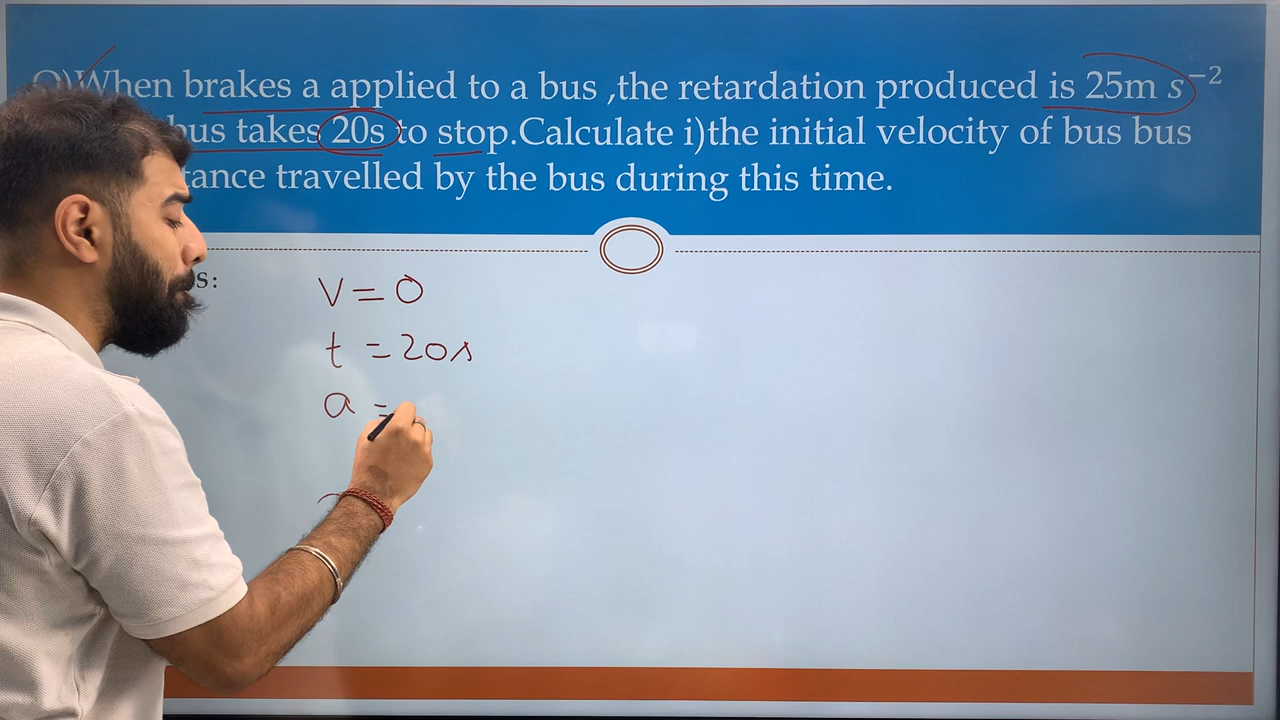 Q)When brakes a applied to a bus ,the retardation produced is 25m s⁻²
bus takes 20s to stop.Calculate i)the initial velocity of bus bus
travelled by the bus during this time.
v = 0
t = 20s
a =